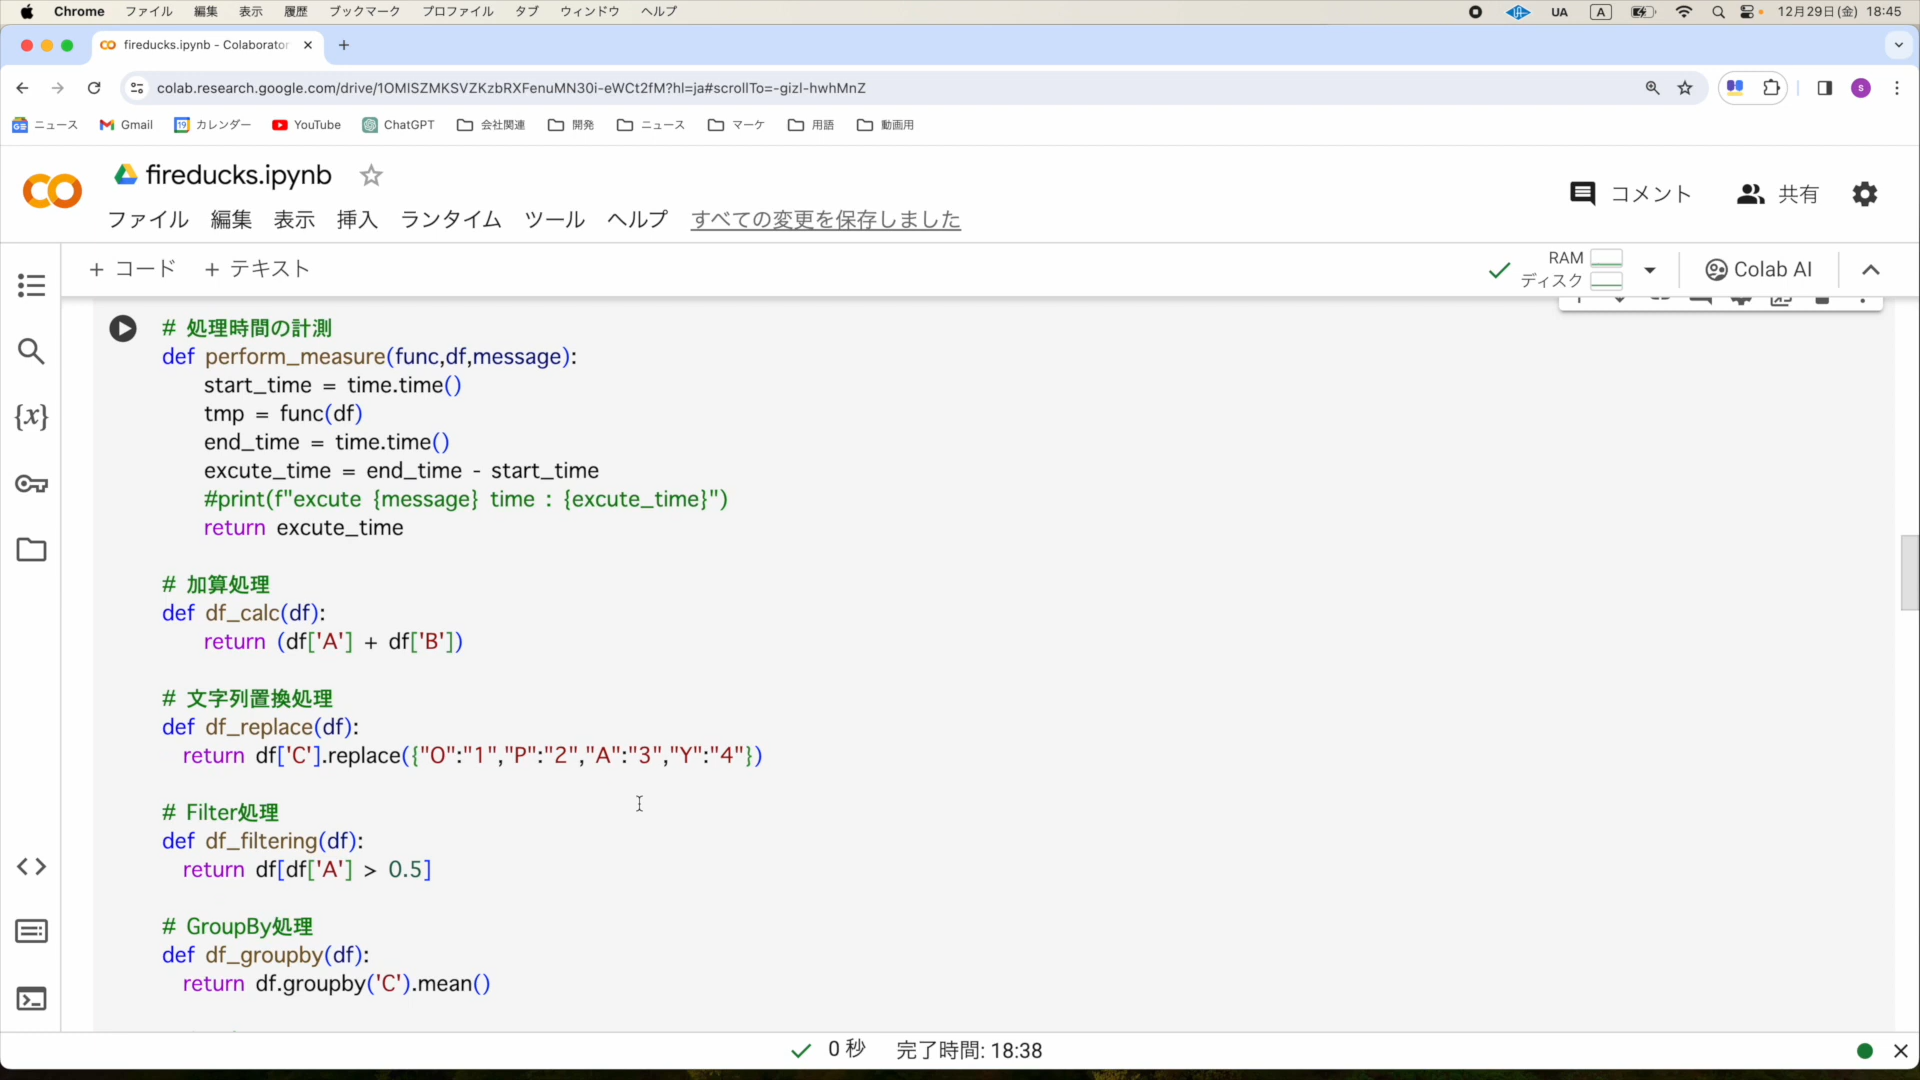 Chrome ファイル 編集 表示 履歴 ブックマーク プロファイル タブ ウィンドウ ヘルプ UA A 12月29日(金) 18:45
fireducks.ipynb - Colaborator
colab.research.google.com/drive/1OMISZMKSVZKzbRXFenuMN30i-eWCt2fM?hl=ja#scrollTo=-gizI-hwhMnZ S
ニュース Gmail カレンダー YouTube ChatGPT 会社関連 開発 ニュース マーケ 用語 動画用
fireducks.ipynb
コメント 共有
ファイル 編集 表示 挿入 ランタイム ツール ヘルプ すべての変更を保存しました
+ コード + テキスト RAM ディスク Colab AI
# 処理時間の計測
def perform_measure(func,df,message):
start_time = time.time()
tmp = func(df)
end_time = time.time()
excute_time = end_time - start_time
#print(f"excute {message} time : {excute_time}")
return excute_time
# 加算処理
def df_calc(df):
return (df['A'] + df['B'])
# 文字列置換処理
def df_replace(df):
return df['C'].replace({"O":"1","P":"2","A":"3","Y":"4"})
# Filter処理
def df_filtering(df):
return df[df['A'] > 0.5]
# GroupBy処理
def df_groupby(df):
return df.groupby('C').mean()
0 秒 完了時間: 18:38